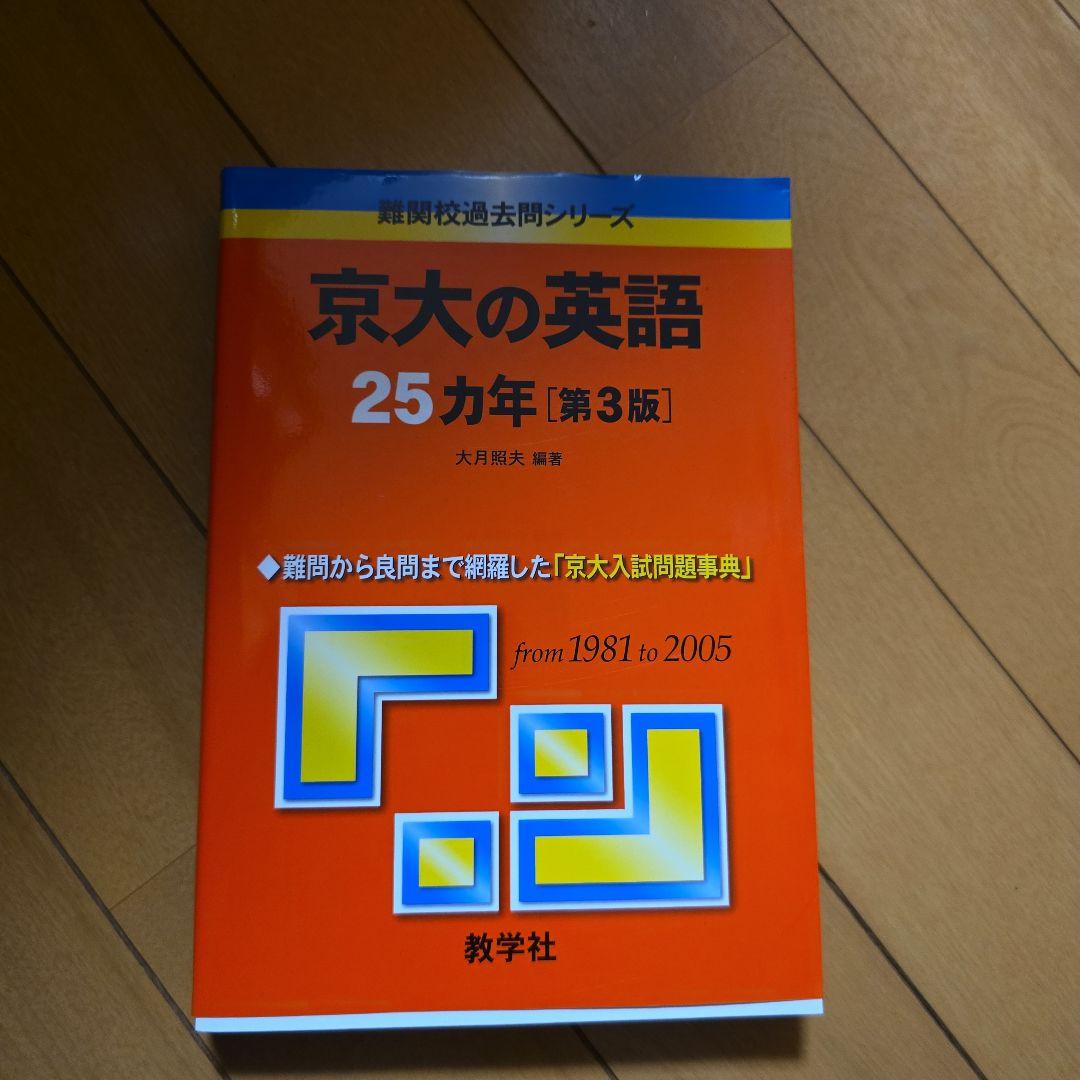 難関校過去問シリーズ
京大の英語
25カ年[第3版]
大月照夫 編著
◆難問から良問まで網羅した「京大入試問題事典」
from 1981 to 2005
教学社